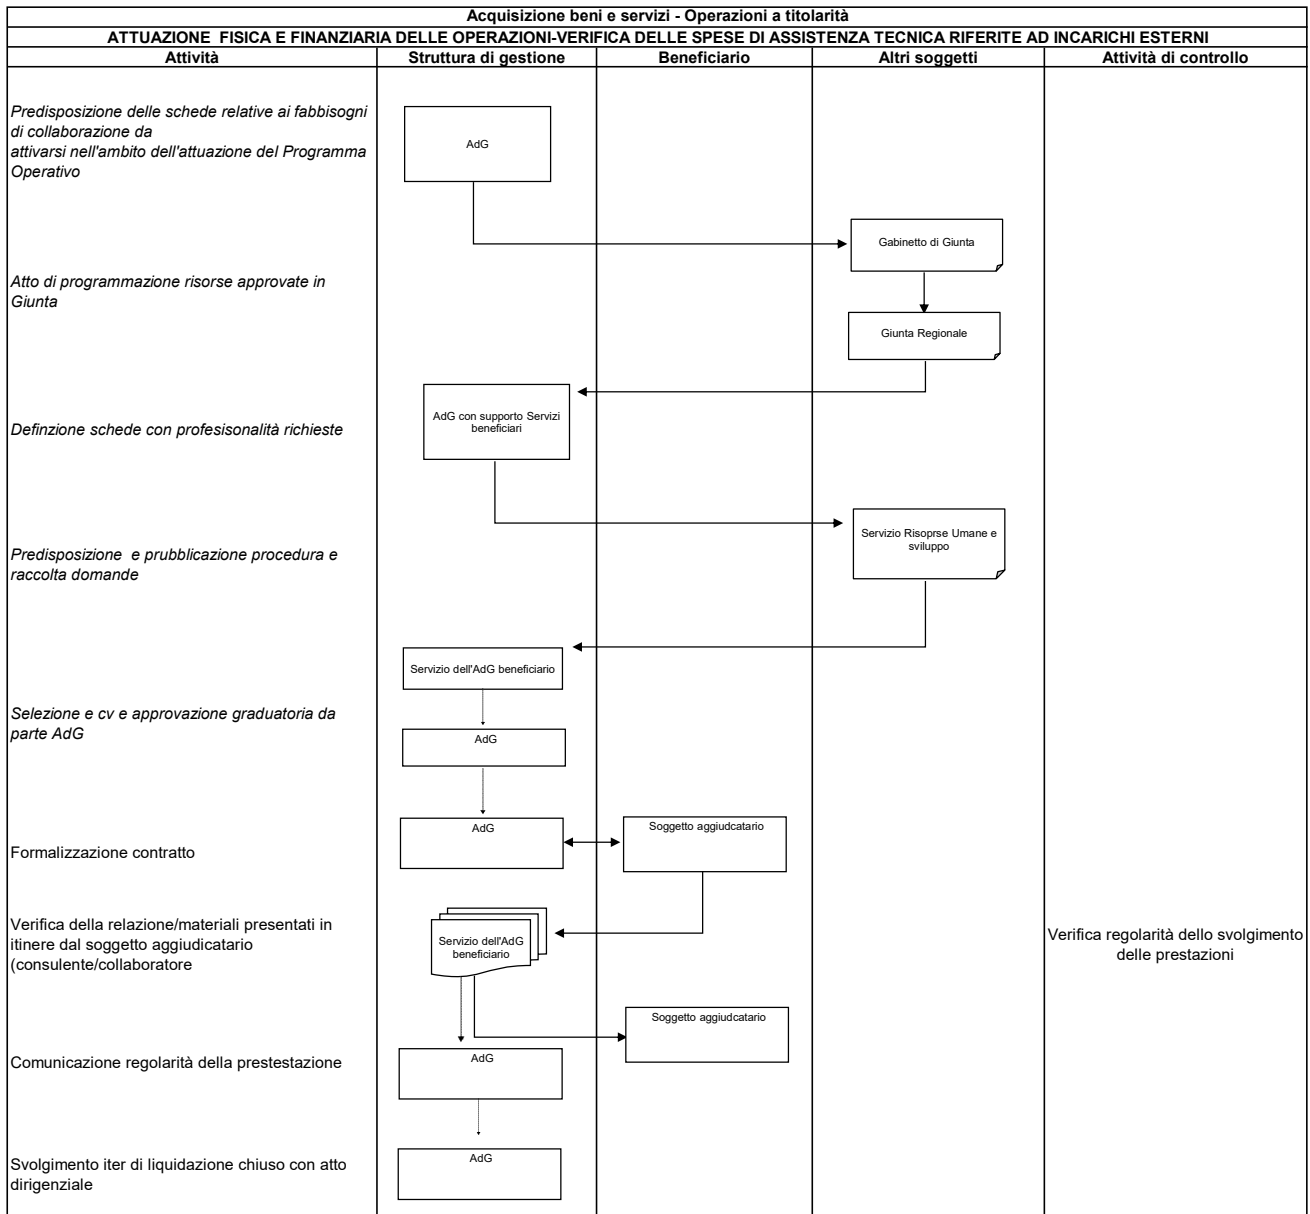 Acquisizione beni e servizi - Operazioni a titolarità
ATTUAZIONE FISICA E FINANZIARIA DELLE OPERAZIONI-VERIFICA DELLE SPESE DI ASSISTENZA TECNICA RIFERITE AD INCARICHI ESTERNI
Attività
Struttura di gestione
Beneficiario
Altri soggetti
Attività di controllo
Predisposizione delle schede relative ai fabbisogni
di collaborazione da
attivarsi nell'ambito dell'attuazione del Programma
Operativo
AdG
Gabinetto di Giunta
Atto di programmazione risorse approvate in
Giunta
Giunta Regionale
AdG con supporto Servizi
beneficiari
Definzione schede con profesisonalità richieste
Servizio Risoprse Umane e
sviluppo
Predisposizione e prubblicazione procedura e
raccolta domande
Servizio dell'AdG beneficiario
Selezione e cv e approvazione graduatoria da
parte AdG
AdG
AdG
Soggetto aggiudcatario
Formalizzazione contratto
Verifica della relazione/materiali presentati in
itinere dal soggetto aggiudicatario
(consulente/collaboratore
Servizio dell'AdG
beneficiario
Verifica regolarità dello svolgimento
delle prestazioni
Soggetto aggiudcatario
Comunicazione regolarità della prestestazione
AdG
Svolgimento iter di liquidazione chiuso con atto
dirigenziale
AdG